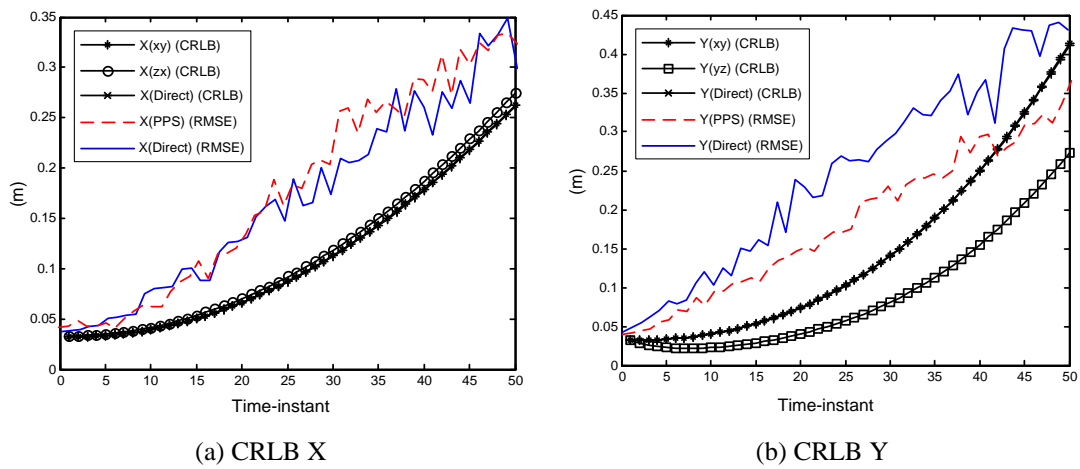 0.35
0.3
0.25
0.2
0.15
0.1
0.05
0
(m)
X(xy) (CRLB)
X(zx) (CRLB)
X(Direct) (CRLB)
X(PPS) (RMSE)
X(Direct) (RMSE)
0 5 10 15 20 25 30 35 40 45 50
Time-instant
(a) CRLB X
0.45
0.4
0.35
0.3
0.25
0.2
0.15
0.1
0.05
0
(m)
Y(xy) (CRLB)
Y(yz) (CRLB)
Y(Direct) (CRLB)
Y(PPS) (RMSE)
Y(Direct) (RMSE)
0 5 10 15 20 25 30 35 40 45 50
Time-instant
(b) CRLB Y